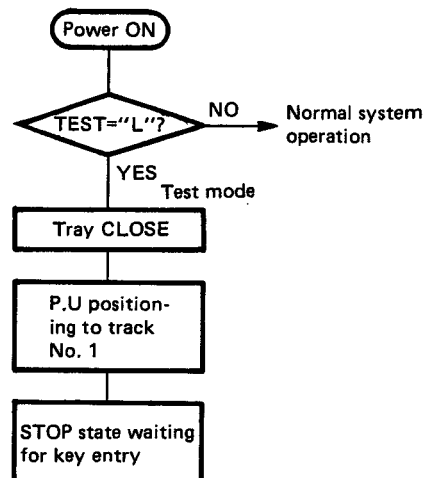 Power ON
TEST="L"?
NO
Normal system
operation
YES
Test mode
Tray CLOSE
P.U position-
ing to track
No. 1
STOP state waiting
for key entry